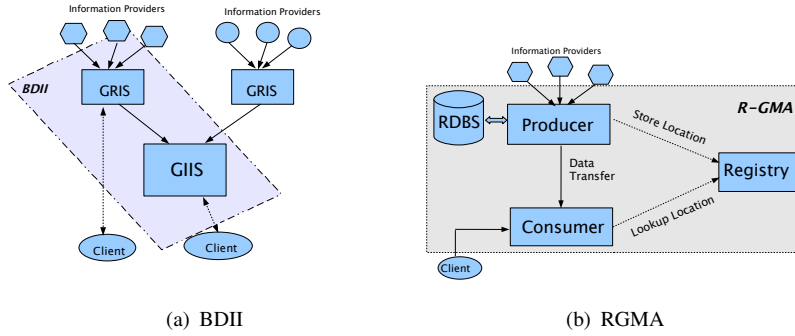 Information Providers
Information Providers
BDII
GRIS
GRIS
GIIS
Client
Client
(a) BDII
Information Providers
R-GMA
RDBS
Producer
Store Location
Registry
Data
Transfer
Lookup Location
Consumer
Client
(b) RGMA